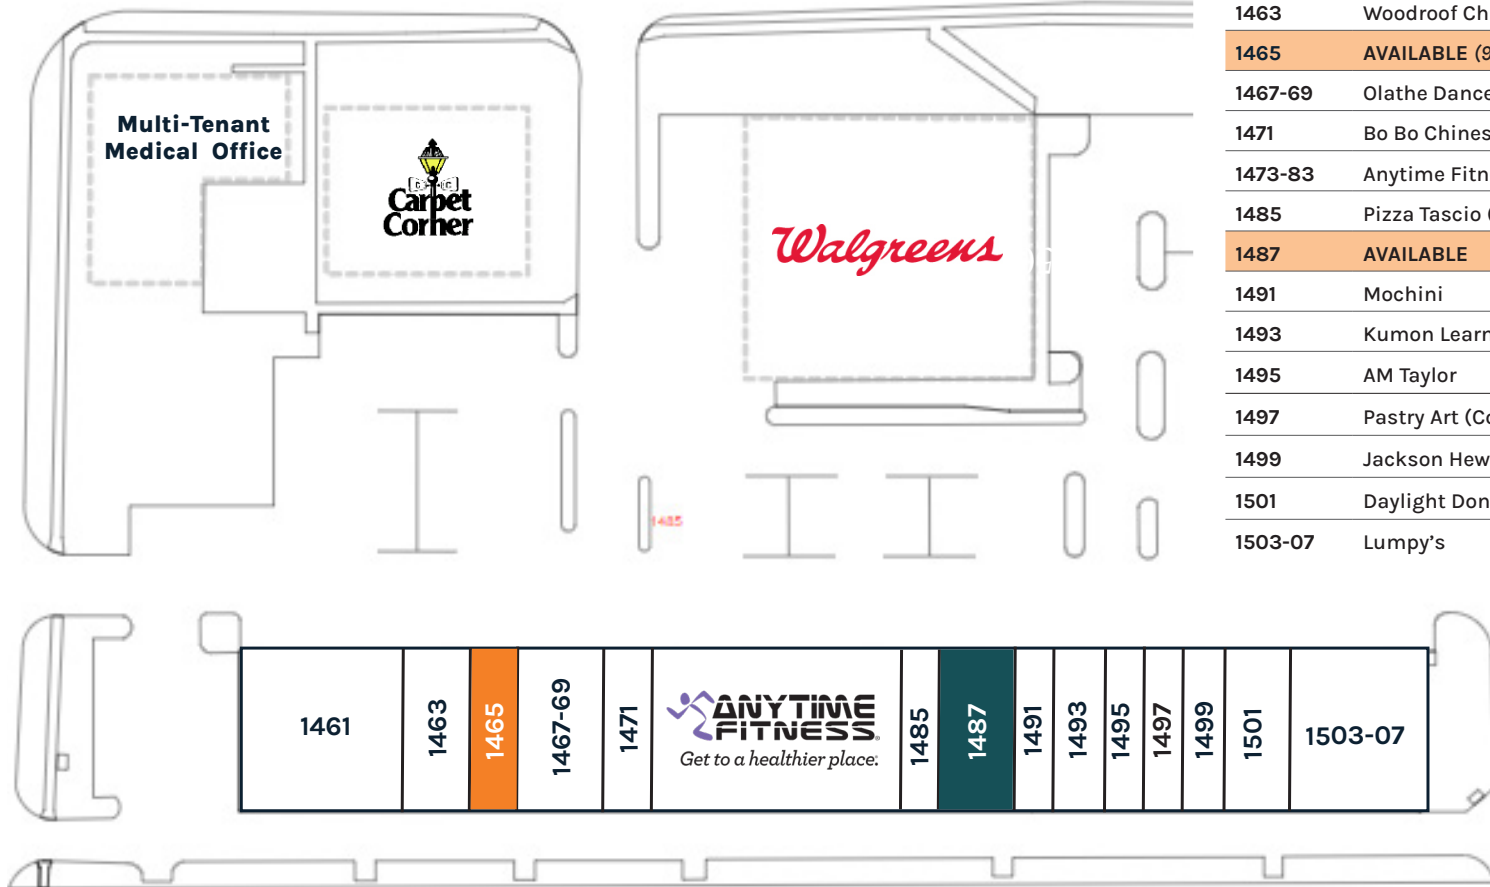 Multi-Tenant
Medical Office
Carpet
Corner
Walgreens
1485
1463 Woodroof Ch
1465 AVAILABLE (9
1467-69 Olathe Dance
1471 Bo Bo Chines
1473-83 Anytime Fitn
1485 Pizza Tascio (
1487 AVAILABLE
1491 Mochini
1493 Kumon Learn
1495 AM Taylor
1497 Pastry Art (Co
1499 Jackson Hew
1501 Daylight Don
1503-07 Lumpy’s
1461
1463
1465
1467-69
1471
ANYTIME
FITNESS
Get to a healthier place.
1485
1487
1491
1493
1495
1497
1499
1501
1503-07